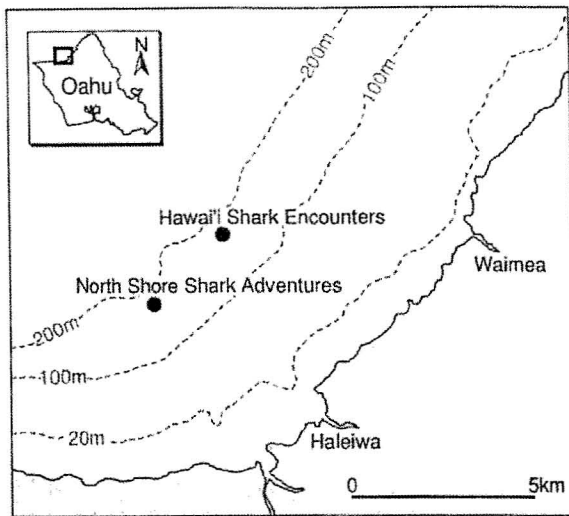 N
Oahu
200m
100m
Hawai'i Shark Encounters
Waimea
North Shore Shark Adventures
200m
100m
20m
Haleiwa
0 5km